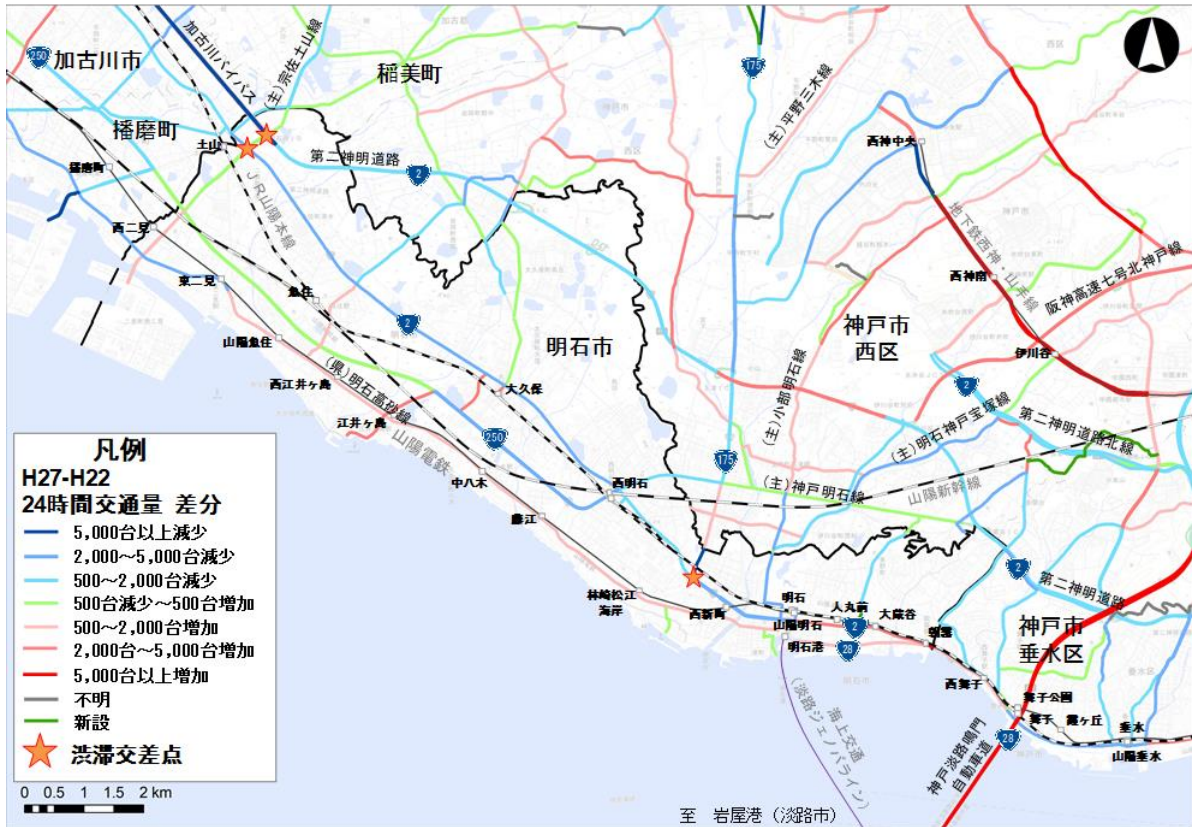 250
加古川市
加古川バイパス
(主)宗佐土山線
稲美町
175
(主)平野三木線
播磨町
土山
第二神明道路
2
西神中央
播磨町
JR山陽本線
地下鉄西神・山手線
西二見
東二見
魚住
西神南
阪神高速七号北神戸線
2
明石市
神戸市
西区
伊川谷
山陽魚住
西江井ヶ島
(県)明石高砂線
大久保
2
(主)小部明石線
(主)明石神戸宝塚線
第二神明道路北線
江井ヶ島
250
山陽電鉄
175
中八木
西明石
(主)神戸明石線
山陽新幹線
藤江
2
第二神明道路
林崎松江
海岸
西新町
明石
人丸前
大蔵谷
山陽明石
2
朝霧
明石港
28
神戸市
垂水区
西舞子
舞子公園
舞子
霞ヶ丘
垂水
28
山陽垂水
海上交通
(淡路ジェノバライン)
神戸淡路鳴門
自動車道
至 岩屋港(淡路市)
凡例
H27-H22
24時間交通量 差分
5,000台以上減少
2,000～5,000台減少
500～2,000台減少
500台減少～500台増加
500～2,000台増加
2,000台～5,000台増加
5,000台以上増加
不明
新設
渋滞交差点
0 0.5 1 1.5 2 km